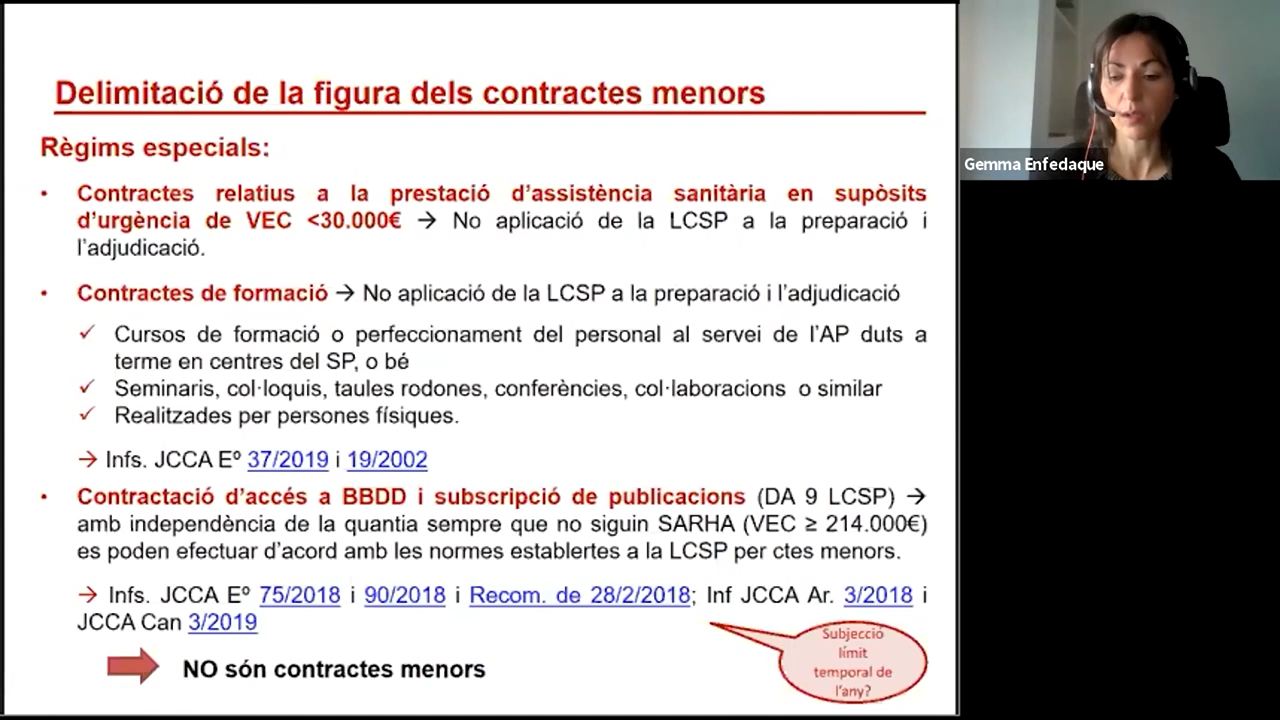 Delimitació de la figura dels contractes menors
Règims especials:
• Contractes relatius a la prestació d'assistència sanitària en supòsits
d'urgència de VEC <30.000€ → No aplicació de la LCSP a la preparació i
l'adjudicació.
• Contractes de formació → No aplicació de la LCSP a la preparació i l'adjudicació
✓ Cursos de formació o perfeccionament del personal al servei de l'AP duts a
terme en centres del SP, o bé
✓ Seminaris, col·loquis, taules rodones, conferències, col·laboracions o similar
✓ Realitzades per persones físiques.
→ Infs. JCCA Eº 37/2019 i 19/2002
• Contractació d'accés a BBDD i subscripció de publicacions (DA 9 LCSP) →
amb independència de la quantia sempre que no siguin SARHA (VEC ≥ 214.000€)
es poden efectuar d'acord amb les normes establertes a la LCSP per ctes menors.
→ Infs. JCCA Eº 75/2018 i 90/2018 i Recom. de 28/2/2018; Inf JCCA Ar. 3/2018 i
JCCA Can 3/2019
NO són contractes menors
Subjecció
límit
temporal de
l'any?
Gemma Enfedaque